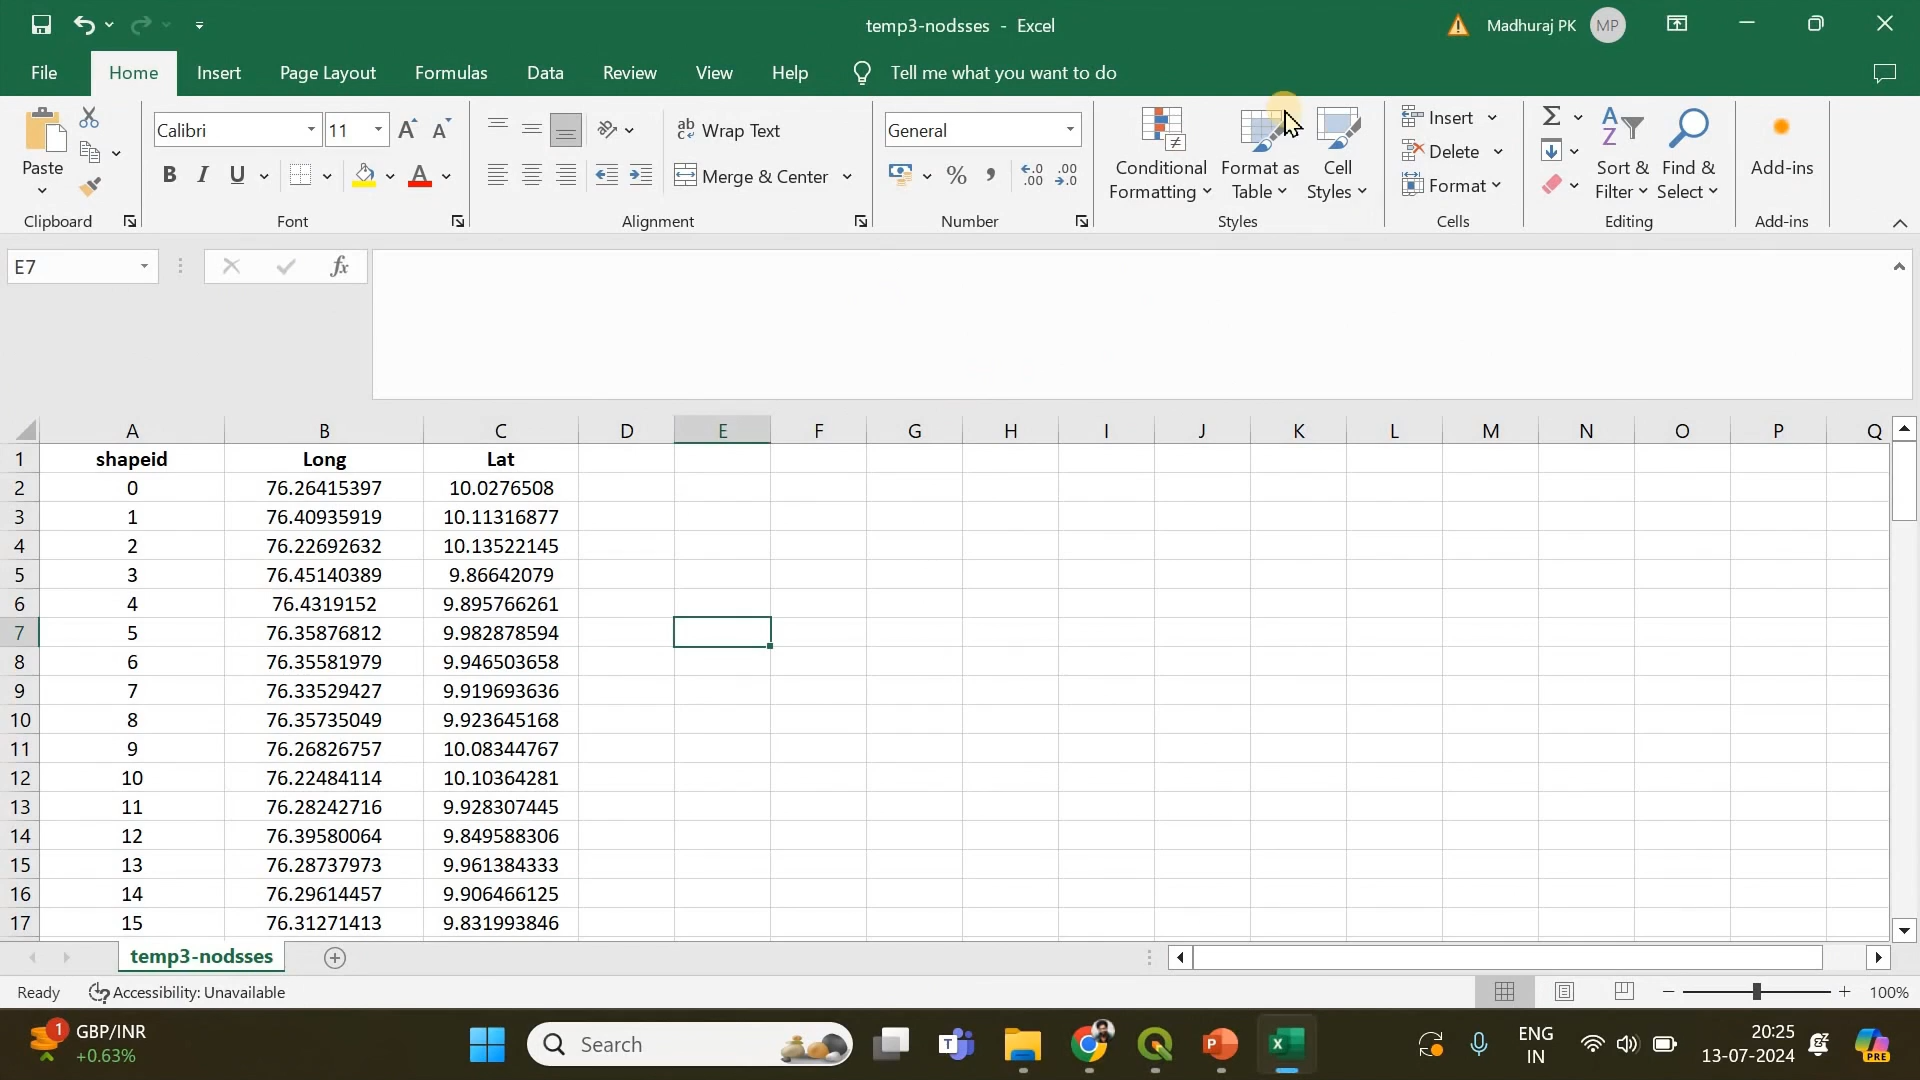 temp3-nodsses - Excel
Madhuraj PK
MP
File Home Insert Page Layout Formulas Data Review View Help Tell me what you want to do
Paste
Clipboard
Calibri 11
B I U A
Font
Wrap Text
Merge & Center
Alignment
General
% ,
Number
Conditional Formatting
Format as Table
Cell Styles
Styles
Insert
Delete
Format
Cells
Sort & Filter
Find & Select
Editing
Add-ins
Add-ins
E7 fx
A B C D E F G H I J K L M N O P Q
1 shapeid Long Lat
2 0 76.26415397 10.0276508
3 1 76.40935919 10.11316877
4 2 76.22692632 10.13522145
5 3 76.45140389 9.86642079
6 4 76.4319152 9.895766261
7 5 76.35876812 9.982878594
8 6 76.35581979 9.946503658
9 7 76.33529427 9.919693636
10 8 76.35735049 9.923645168
11 9 76.26826757 10.08344767
12 10 76.22484114 10.10364281
13 11 76.28242716 9.928307445
14 12 76.39580064 9.849588306
15 13 76.28737973 9.961384333
16 14 76.29614457 9.906466125
17 15 76.31271413 9.831993846
temp3-nodsses
Ready Accessibility: Unavailable 100%
1 GBP/INR
+0.63%
Search
ENG
IN
20:25
13-07-2024
PRE